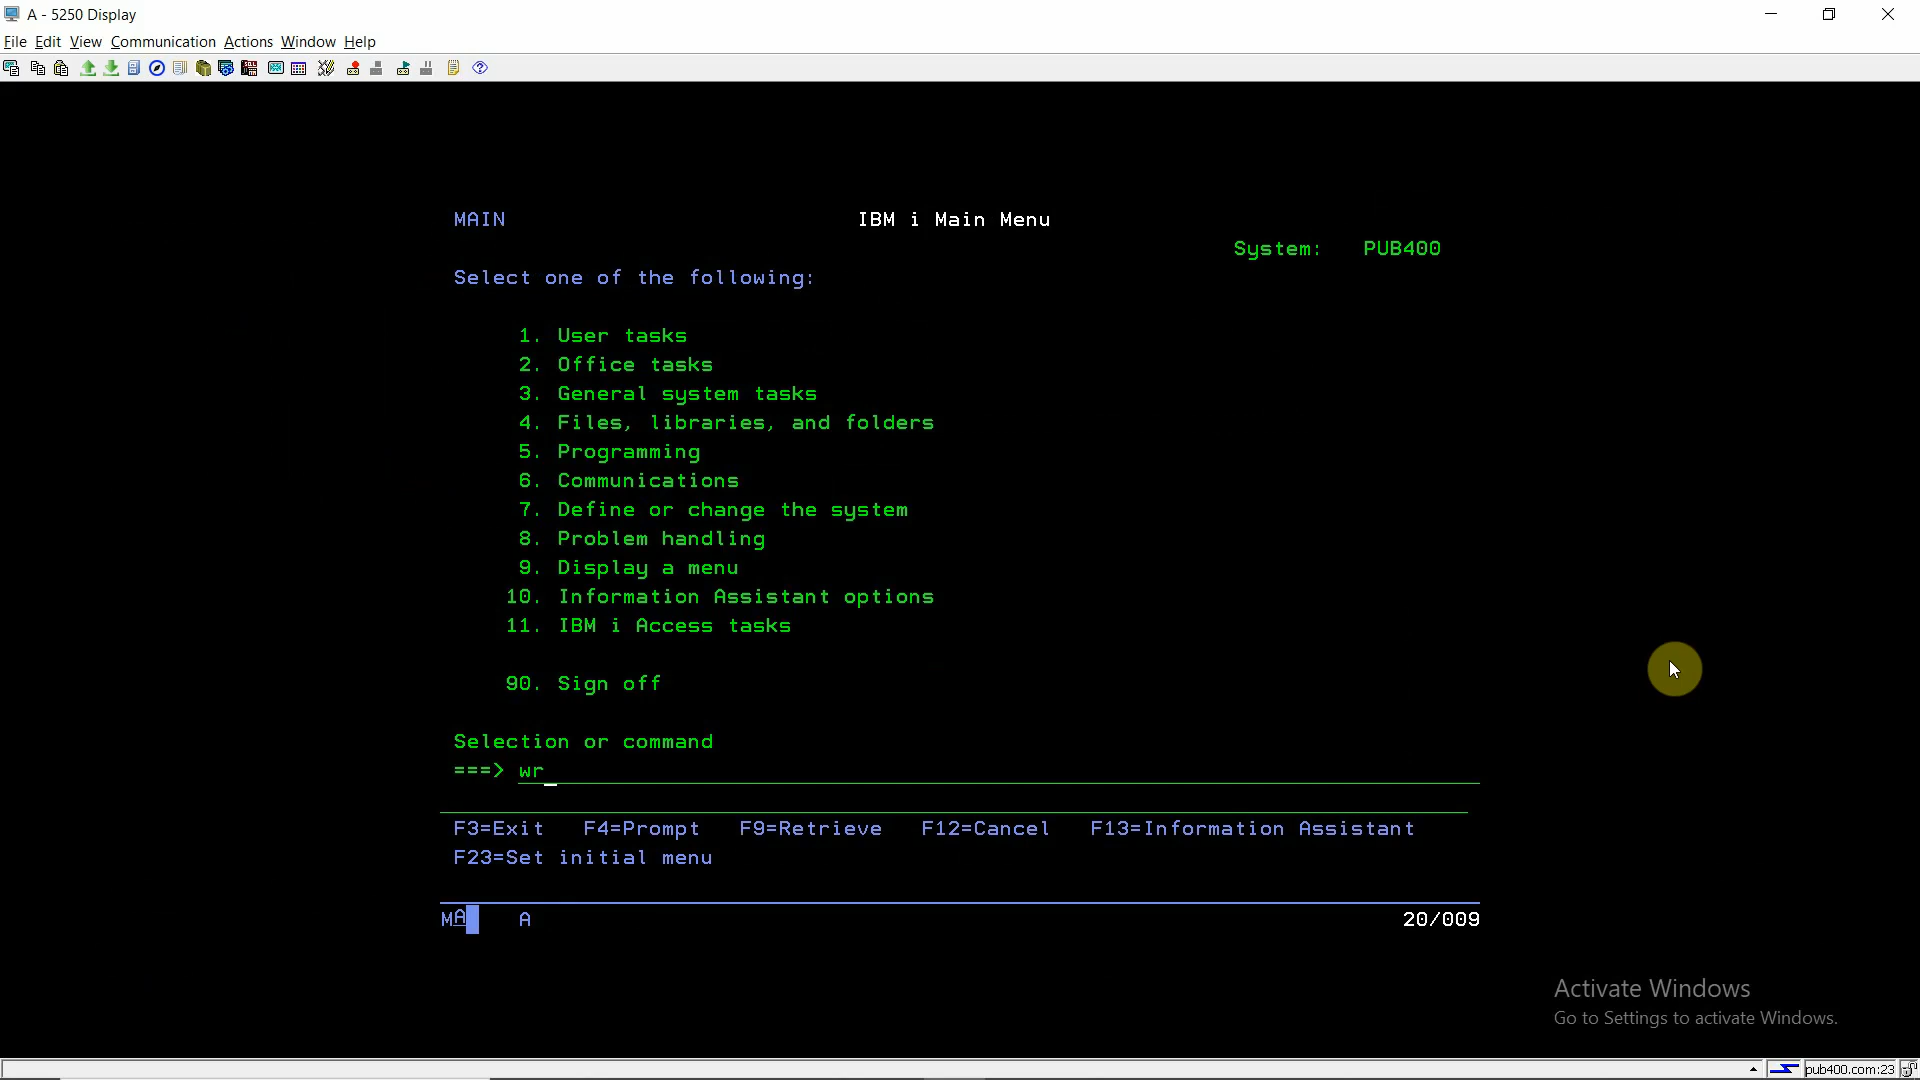 A - 5250 Display
File Edit View Communication Actions Window Help
MAIN IBM i Main Menu
System: PUB400
Select one of the following:
1. User tasks
2. Office tasks
3. General system tasks
4. Files, libraries, and folders
5. Programming
6. Communications
7. Define or change the system
8. Problem handling
9. Display a menu
10. Information Assistant options
11. IBM i Access tasks
90. Sign off
Selection or command
===> wr
F3=Exit F4=Prompt F9=Retrieve F12=Cancel F13=Information Assistant
F23=Set initial menu
MA A 20/009
Activate Windows
Go to Settings to activate Windows.
pub400.com:23